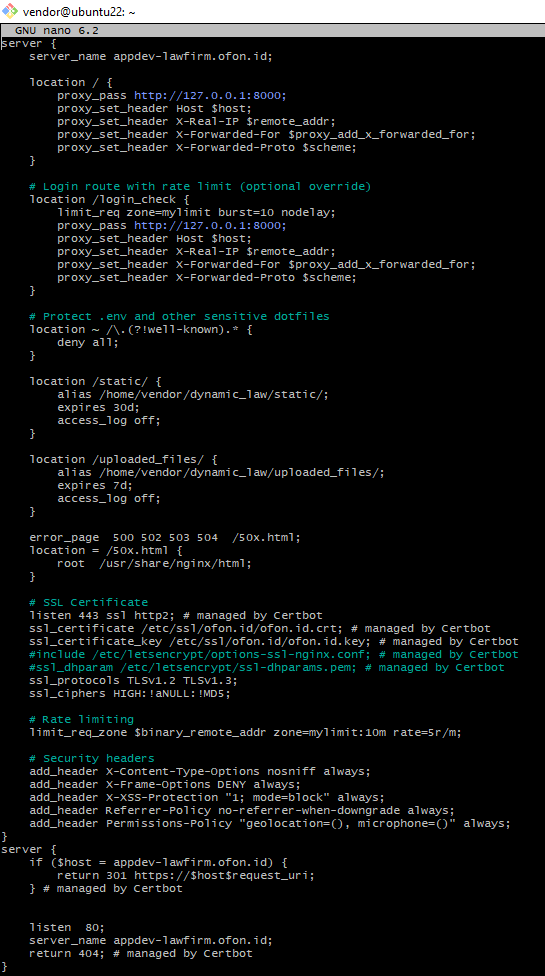 vendor@ubuntu22: ~
GNU nano 6.2
server {
    server_name appdev-lawfirm.ofon.id;

    location / {
        proxy_pass http://127.0.0.1:8000;
        proxy_set_header Host $host;
        proxy_set_header X-Real-IP $remote_addr;
        proxy_set_header X-Forwarded-For $proxy_add_x_forwarded_for;
        proxy_set_header X-Forwarded-Proto $scheme;
    }

    # Login route with rate limit (optional override)
    location /login_check {
        limit_req zone=mylimit burst=10 nodelay;
        proxy_pass http://127.0.0.1:8000;
        proxy_set_header Host $host;
        proxy_set_header X-Real-IP $remote_addr;
        proxy_set_header X-Forwarded-For $proxy_add_x_forwarded_for;
        proxy_set_header X-Forwarded-Proto $scheme;
    }

    # Protect .env and other sensitive dotfiles
    location ~ /\.(?!well-known).* {
        deny all;
    }

    location /static/ {
        alias /home/vendor/dynamic_law/static/;
        expires 30d;
        access_log off;
    }

    location /uploaded_files/ {
        alias /home/vendor/dynamic_law/uploaded_files/;
        expires 7d;
        access_log off;
    }

    error_page  500 502 503 504  /50x.html;
    location = /50x.html {
        root  /usr/share/nginx/html;
    }

    # SSL Certificate
    listen 443 ssl http2; # managed by Certbot
    ssl_certificate /etc/ssl/ofon.id/ofon.id.crt; # managed by Certbot
    ssl_certificate_key /etc/ssl/ofon.id/ofon.id.key; # managed by Certbot
    #include /etc/letsencrypt/options-ssl-nginx.conf; # managed by Certbot
    #ssl_dhparam /etc/letsencrypt/ssl-dhparams.pem; # managed by Certbot
    ssl_protocols TLSv1.2 TLSv1.3;
    ssl_ciphers HIGH:!aNULL:!MD5;

    # Rate limiting
    limit_req_zone $binary_remote_addr zone=mylimit:10m rate=5r/m;

    # Security headers
    add_header X-Content-Type-Options nosniff always;
    add_header X-Frame-Options DENY always;
    add_header X-XSS-Protection "1; mode=block" always;
    add_header Referrer-Policy no-referrer-when-downgrade always;
    add_header Permissions-Policy "geolocation=(), microphone=()" always;
}
server {
    if ($host = appdev-lawfirm.ofon.id) {
        return 301 https://$host$request_uri;
    } # managed by Certbot


    listen  80;
    server_name appdev-lawfirm.ofon.id;
    return 404; # managed by Certbot
}